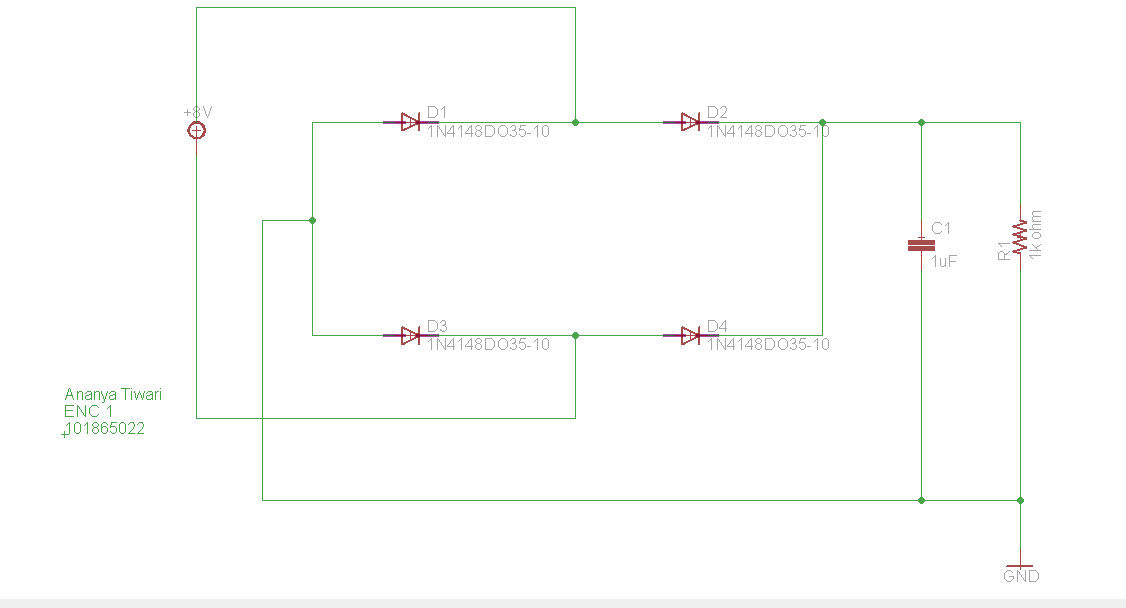 +8V
D1
1N4148DO35-10
D2
1N4148DO35-10
C1
1uF
R1
1k ohm
D3
1N4148DO35-10
D4
1N4148DO35-10
Ananya Tiwari
ENC 1
101865022
GND